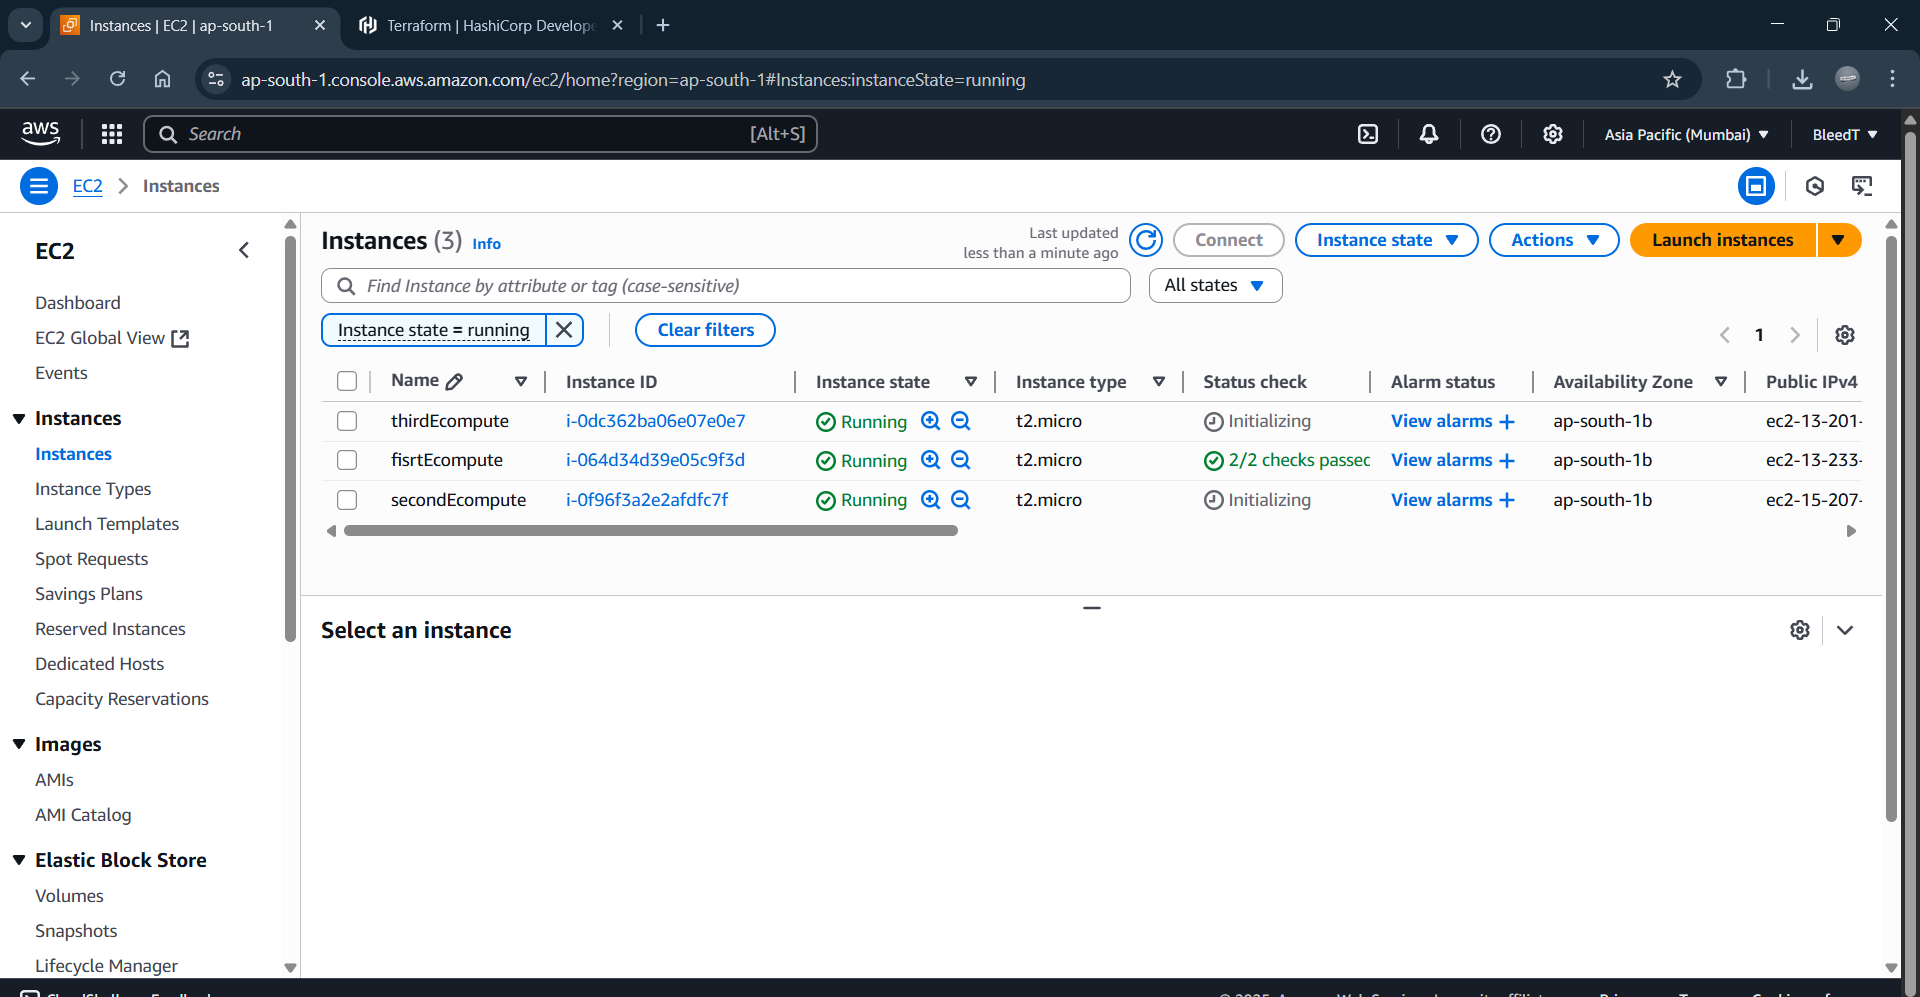 Instances | EC2 | ap-south-1
Terraform | HashiCorp Develope
ap-south-1.console.aws.amazon.com/ec2/home?region=ap-south-1#Instances:instanceState=running
aws
Search
[Alt+S]
Asia Pacific (Mumbai)
BleedT
EC2
Instances
EC2
Dashboard
EC2 Global View
Events
Instances
Instances
Instance Types
Launch Templates
Spot Requests
Savings Plans
Reserved Instances
Dedicated Hosts
Capacity Reservations
Images
AMIs
AMI Catalog
Elastic Block Store
Volumes
Snapshots
Lifecycle Manager
Instances (3) Info
Last updated
less than a minute ago
Connect
Instance state
Actions
Launch instances
Find Instance by attribute or tag (case-sensitive)
All states
Instance state = running
Clear filters
1
Name Instance ID Instance state Instance type Status check Alarm status Availability Zone Public IPv4
thirdEcompute i-0dc362ba06e07e0e7 Running t2.micro Initializing View alarms + ap-south-1b ec2-13-201-
fisrtEcompute i-064d34d39e05c9f3d Running t2.micro 2/2 checks passed View alarms + ap-south-1b ec2-13-233-
secondEcompute i-0f96f3a2e2afdfc7f Running t2.micro Initializing View alarms + ap-south-1b ec2-15-207-
Select an instance